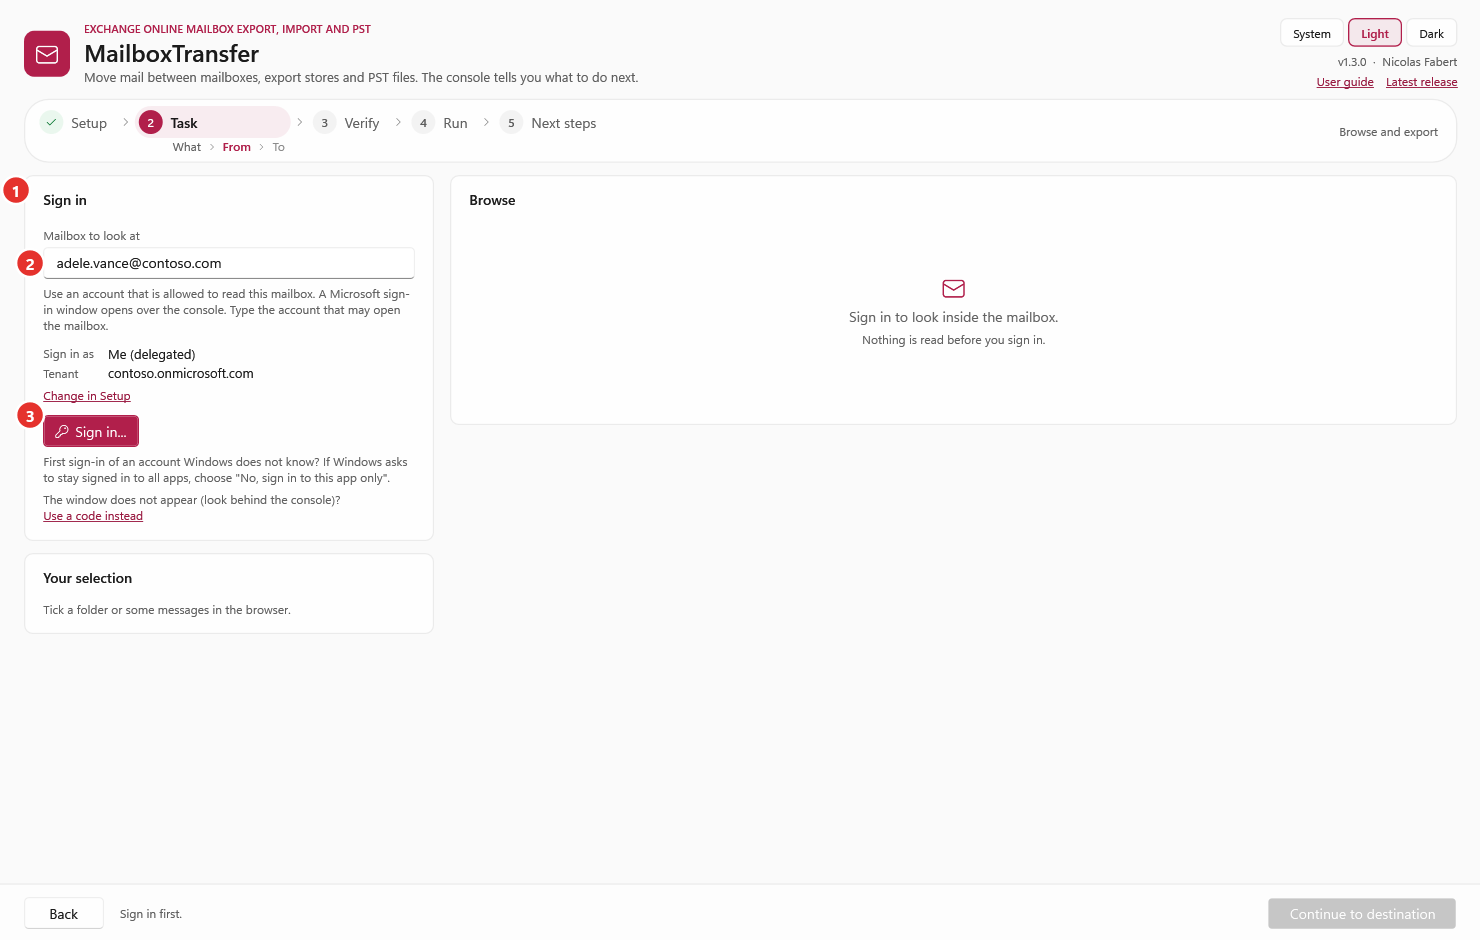 EXCHANGE ONLINE MAILBOX EXPORT, IMPORT AND PST
MailboxTransfer
Move mail between mailboxes, export stores and PST files. The console tells you what to do next.
System
Light
Dark
v1.3.0 · Nicolas Fabert
User guide
Latest release
Setup
2 Task
3 Verify
4 Run
5 Next steps
What > From > To
Browse and export
1
Sign in
Mailbox to look at
2
adele.vance@contoso.com
Use an account that is allowed to read this mailbox. A Microsoft sign-
in window opens over the console. Type the account that may open
the mailbox.
Sign in as Me (delegated)
Tenant contoso.onmicrosoft.com
Change in Setup
3
Sign in...
First sign-in of an account Windows does not know? If Windows asks
to stay signed in to all apps, choose "No, sign in to this app only".
The window does not appear (look behind the console)?
Use a code instead
Your selection
Tick a folder or some messages in the browser.
Browse
Sign in to look inside the mailbox.
Nothing is read before you sign in.
Back
Sign in first.
Continue to destination